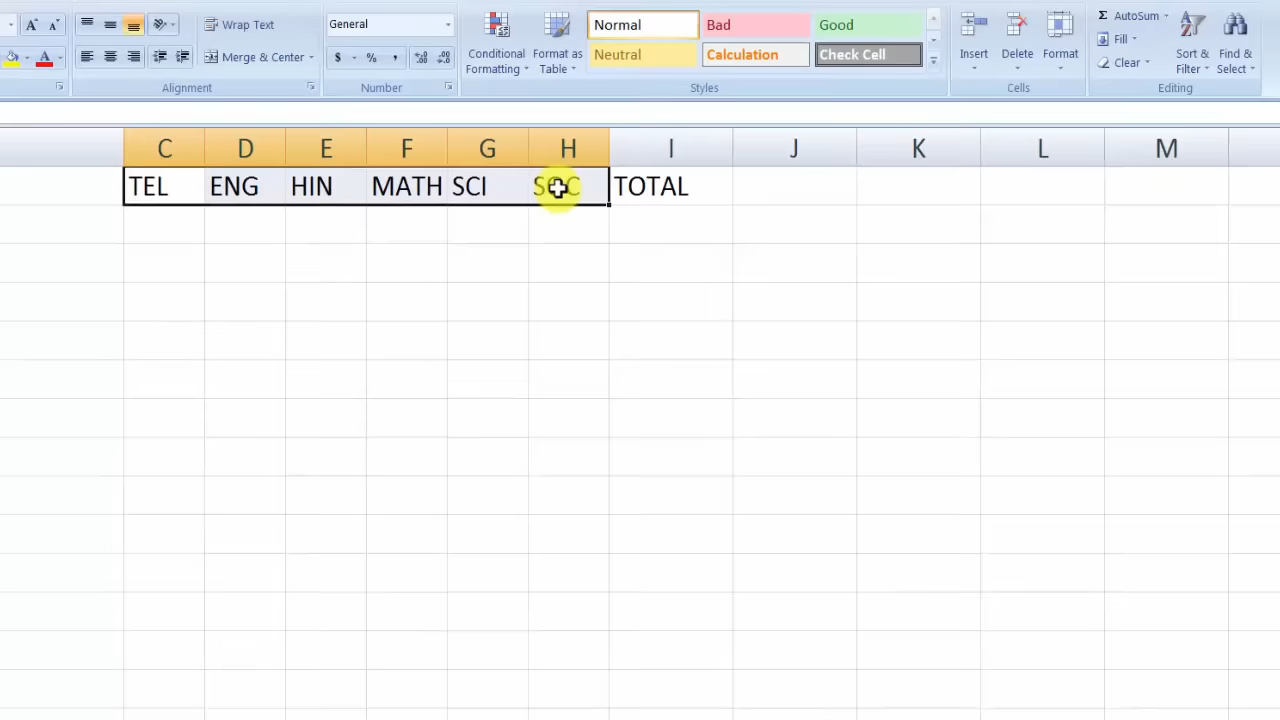 A A Wrap Text General Normal Bad Good Σ AutoSum
A Merge & Center $ % , .0 .00 Conditional Formatting Format as Table Neutral Calculation Check Cell Insert Delete Format Fill Clear Sort & Filter Find & Select
Alignment Number Styles Cells Editing
C D E F G H I J K L M
TEL ENG HIN MATH SCI TOTAL